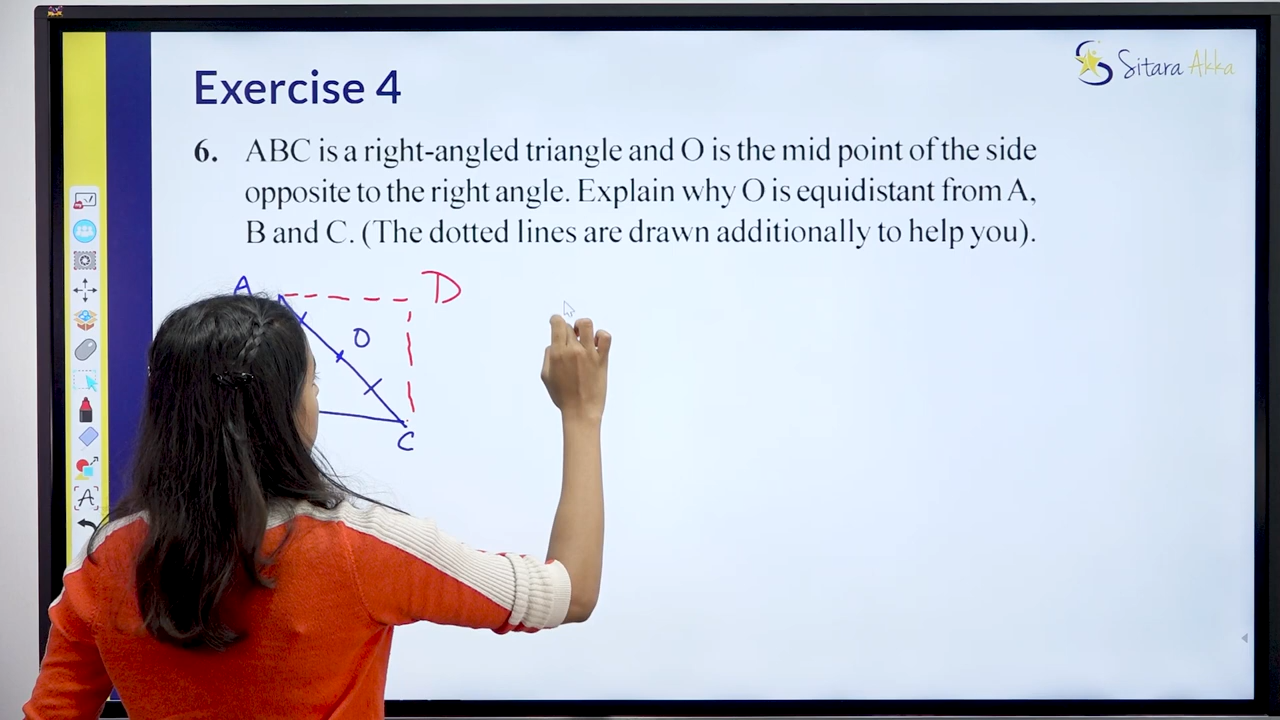 Sitara Akka
Exercise 4
6. ABC is a right-angled triangle and O is the mid point of the side
opposite to the right angle. Explain why O is equidistant from A,
B and C. (The dotted lines are drawn additionally to help you).
A
D
O
C